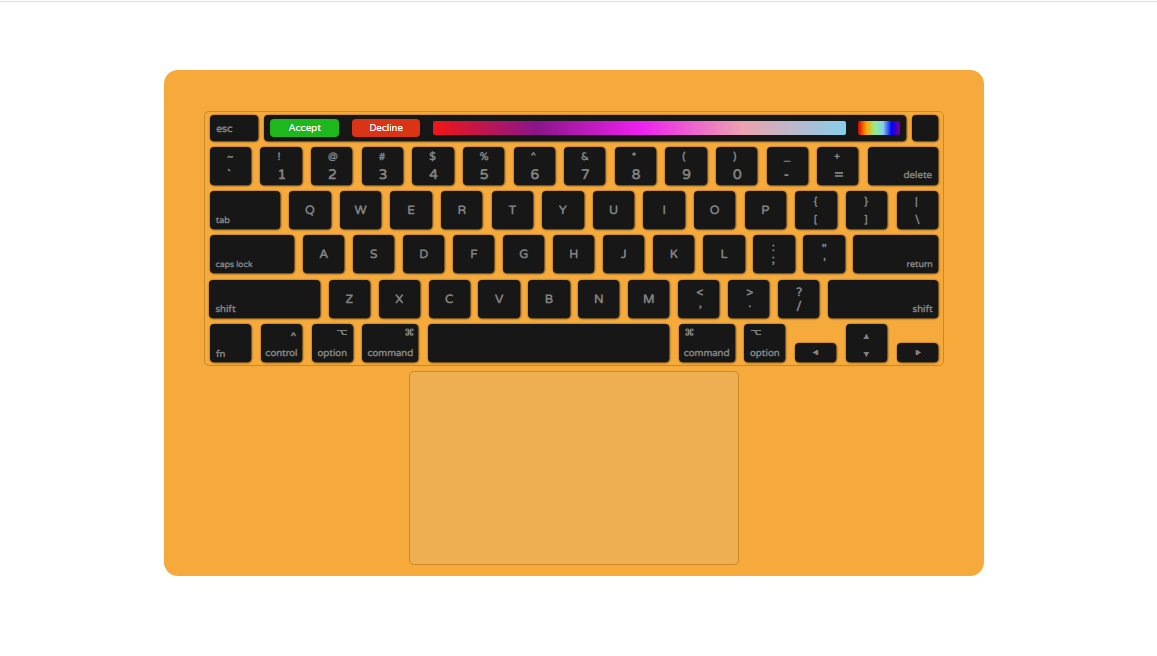 esc Accept Decline
~ ! @ # $ % ^ & * ( ) _ +
` 1 2 3 4 5 6 7 8 9 0 - = delete
tab Q W E R T Y U I O P { [ } ] | \
caps lock A S D F G H J K L : ; " ' return
shift Z X C V B N M < , > . ? / shift
fn ^ control ⌥ option ⌘ command ⌘ command ⌥ option ◀ ▲ ▼ ▶